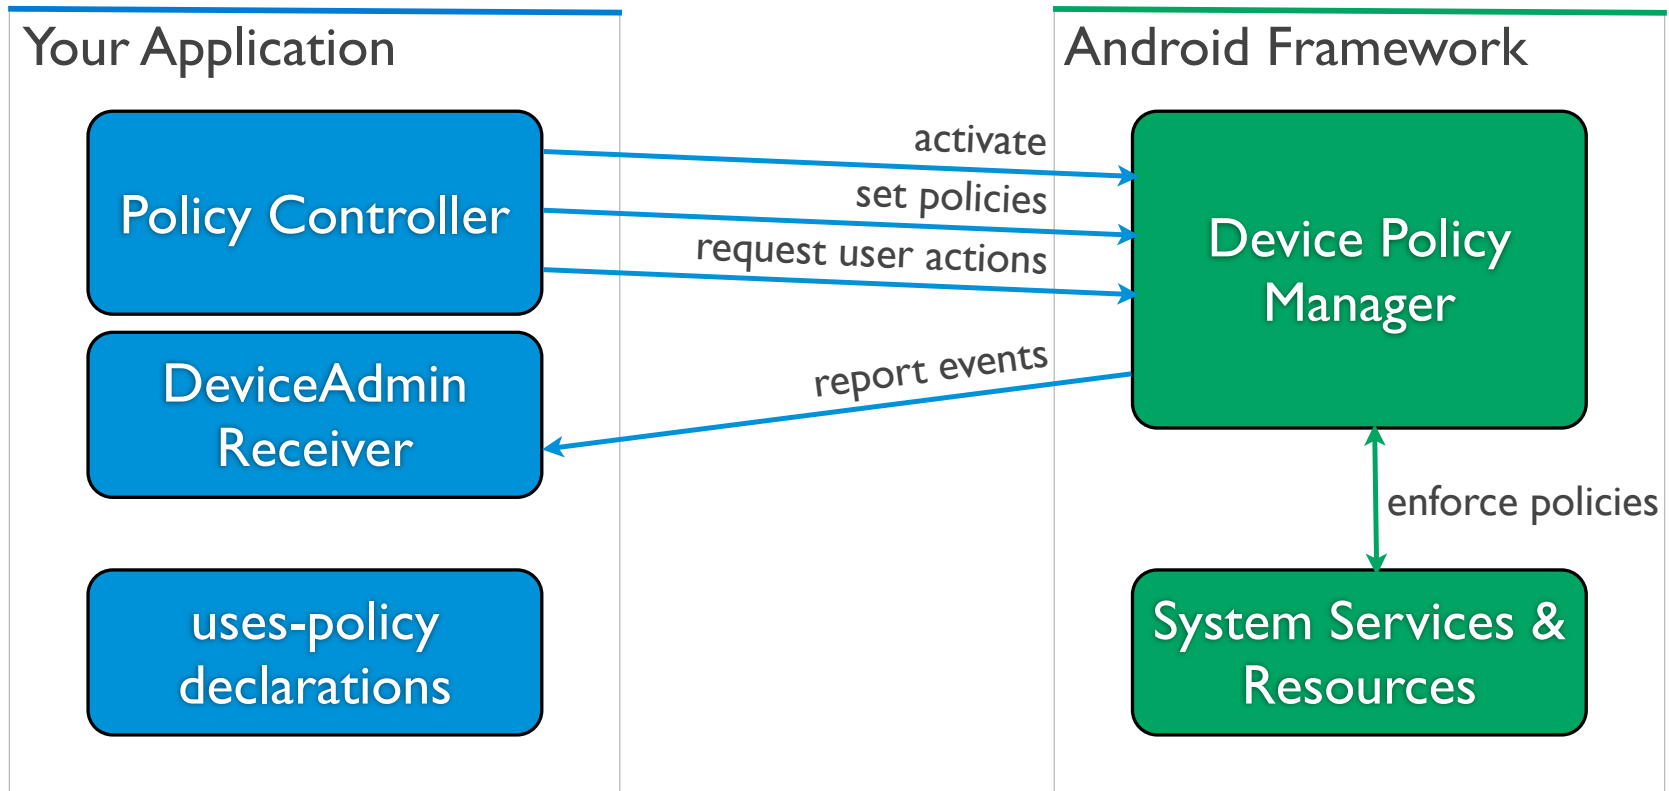 Your Application
Policy Controller
DeviceAdmin
Receiver
uses-policy
declarations
activate
set policies
request user actions
report events
Android Framework
Device Policy
Manager
enforce policies
System Services &
Resources